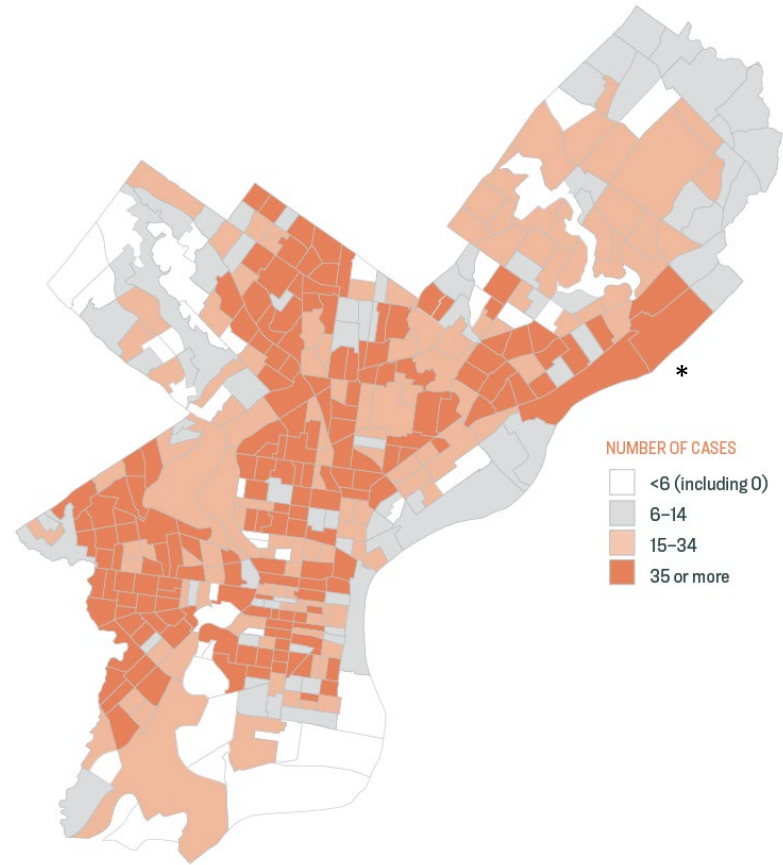 *
NUMBER OF CASES
<6 (including 0)
6–14
15–34
35 or more